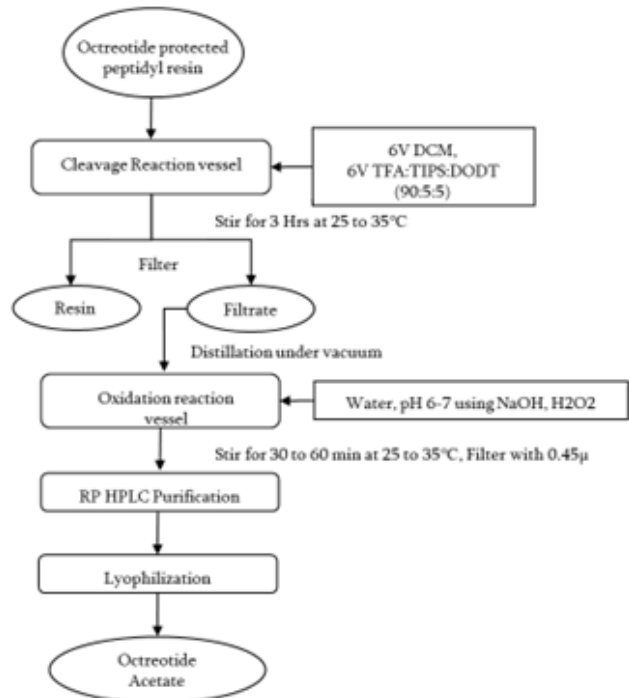 Octreotide protected
peptidyl resin
Cleavage Reaction vessel
6V DCM,
6V TFA:TIPS:DODT
(90:5:5)
Stir for 3 Hrs at 25 to 35°C
Filter
Resin
Filtrate
Distillation under vacuum
Oxidation reaction
vessel
Water, pH 6-7 using NaOH, H2O2
Stir for 30 to 60 min at 25 to 35°C, Filter with 0.45μ
RP HPLC Purification
Lyophilization
Octreotide
Acetate